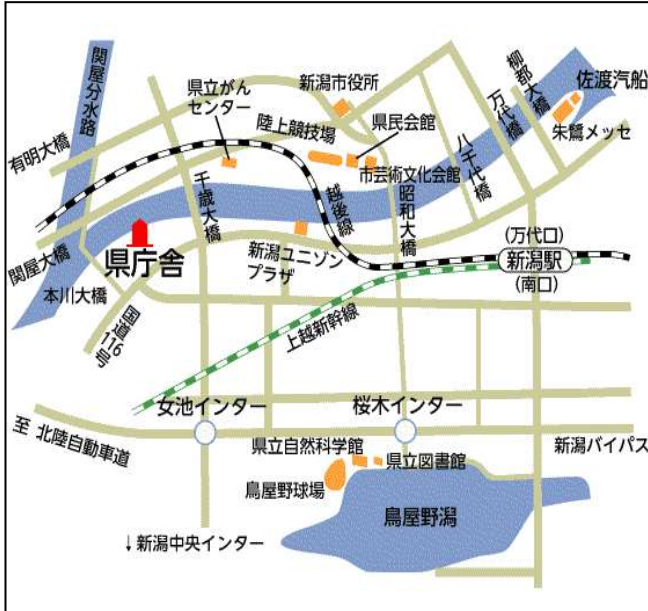 関屋分水路
有明大橋
県立がん
センター
新潟市役所
陸上競技場
県民会館
市芸術文化会館
八千代橋
万代橋
柳都大橋
佐渡汽船
朱鷺メッセ
千歳大橋
越後線
昭和大橋
関屋大橋
県庁舎
本川大橋
新潟ユニゾン
プラザ
(万代口)
新潟駅
(南口)
国道116号
上越新幹線
女池インター
桜木インター
至 北陸自動車道
新潟バイパス
県立自然科学館
県立図書館
鳥屋野球場
鳥屋野潟
↓新潟中央インター